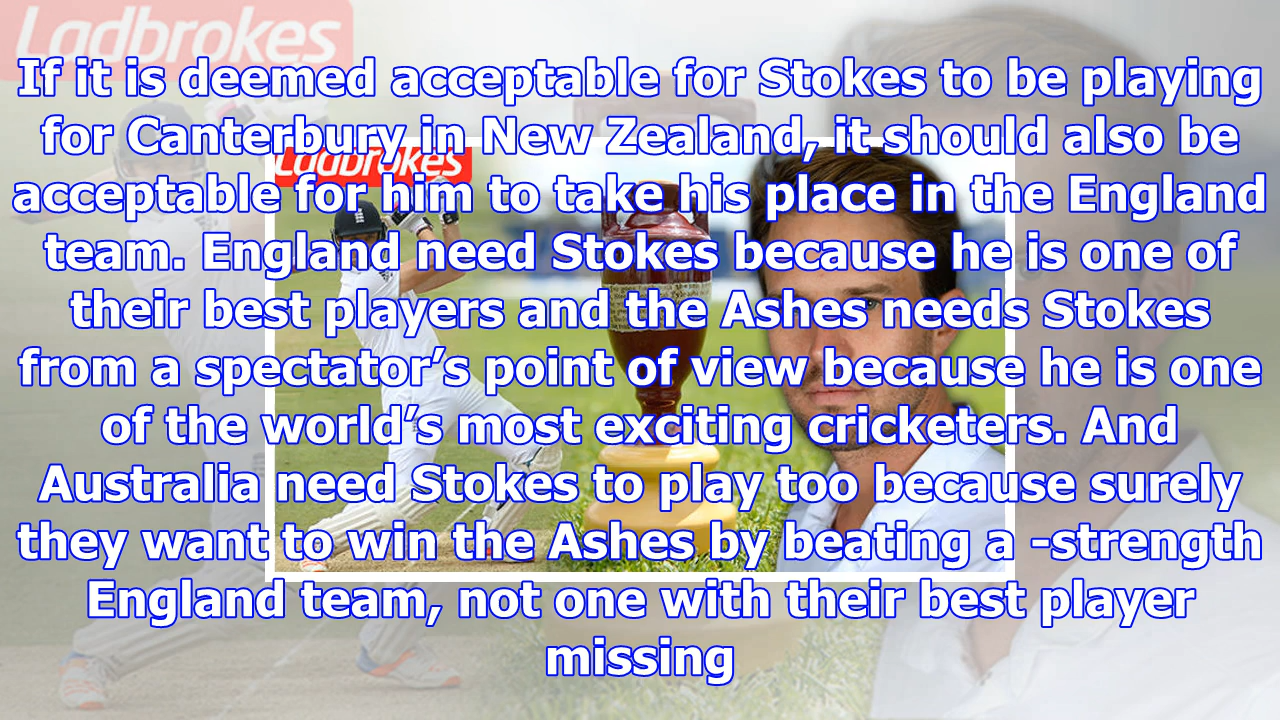 Ladbrokes
If it is deemed acceptable for Stokes to be playing
for Canterbury in New Zealand, it should also be
Ladbrokes
acceptable for him to take his place in the England
team. England need Stokes because he is one of
their best players and the Ashes needs Stokes
from a spectator’s point of view because he is one
of the world’s most exciting cricketers. And
Australia need Stokes to play too because surely
they want to win the Ashes by beating a -strength
England team, not one with their best player
missing